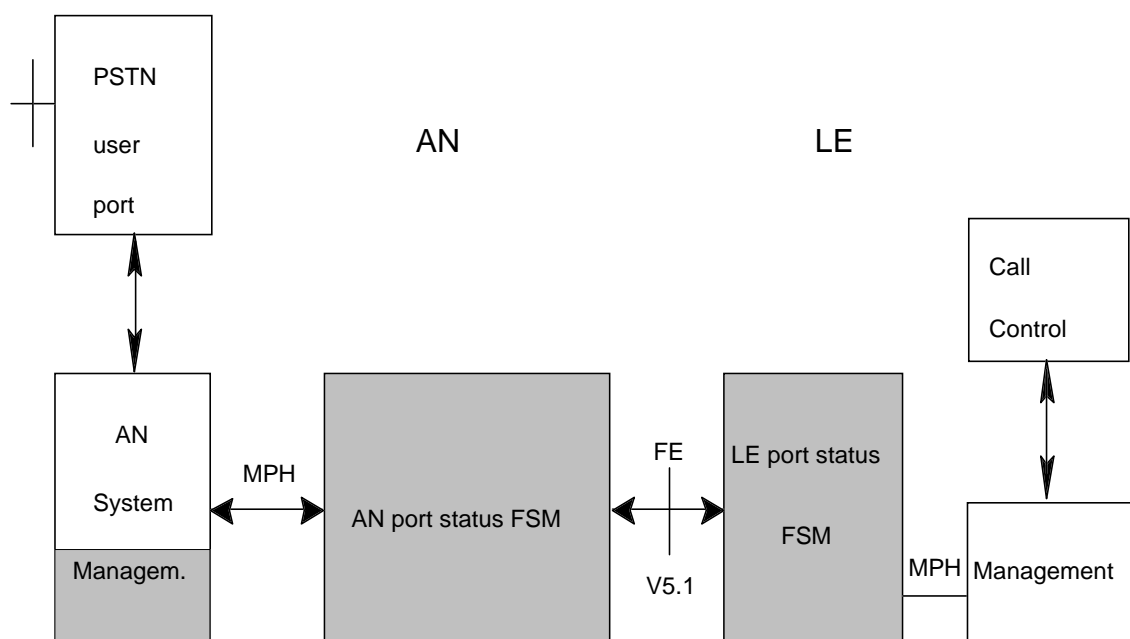 PSTN
user
port
AN
LE
Call
Control
AN
System
Managem.
MPH
AN port status FSM
FE
V5.1
LE port status
FSM
MPH
Management